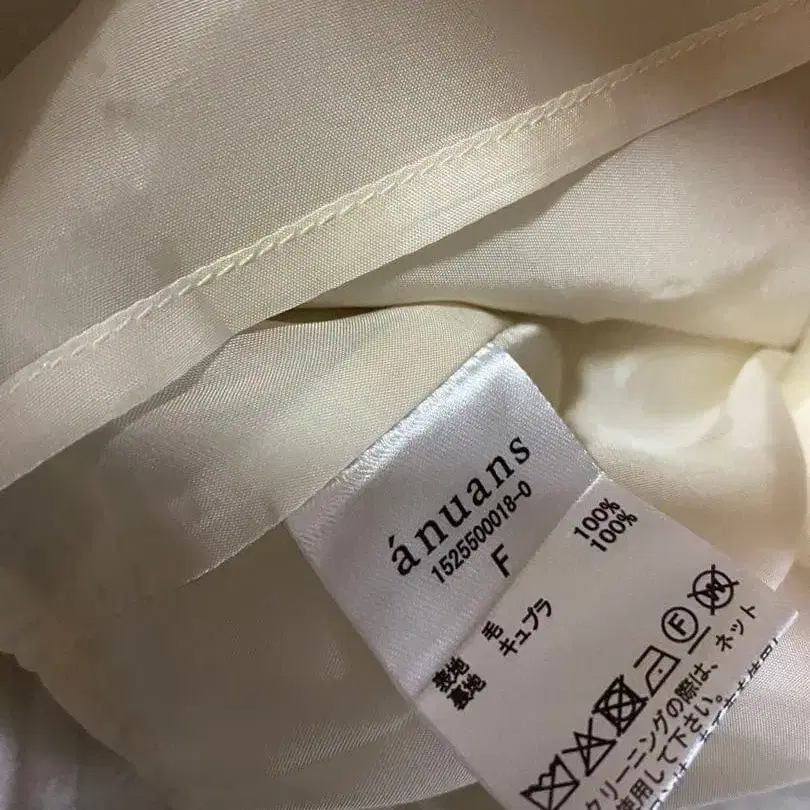 ánuans
1525500018-0
F
表地 毛 100%
裏地 キュプラ 100%
F W
クリーニングの際は、ネット
使用して下さい。